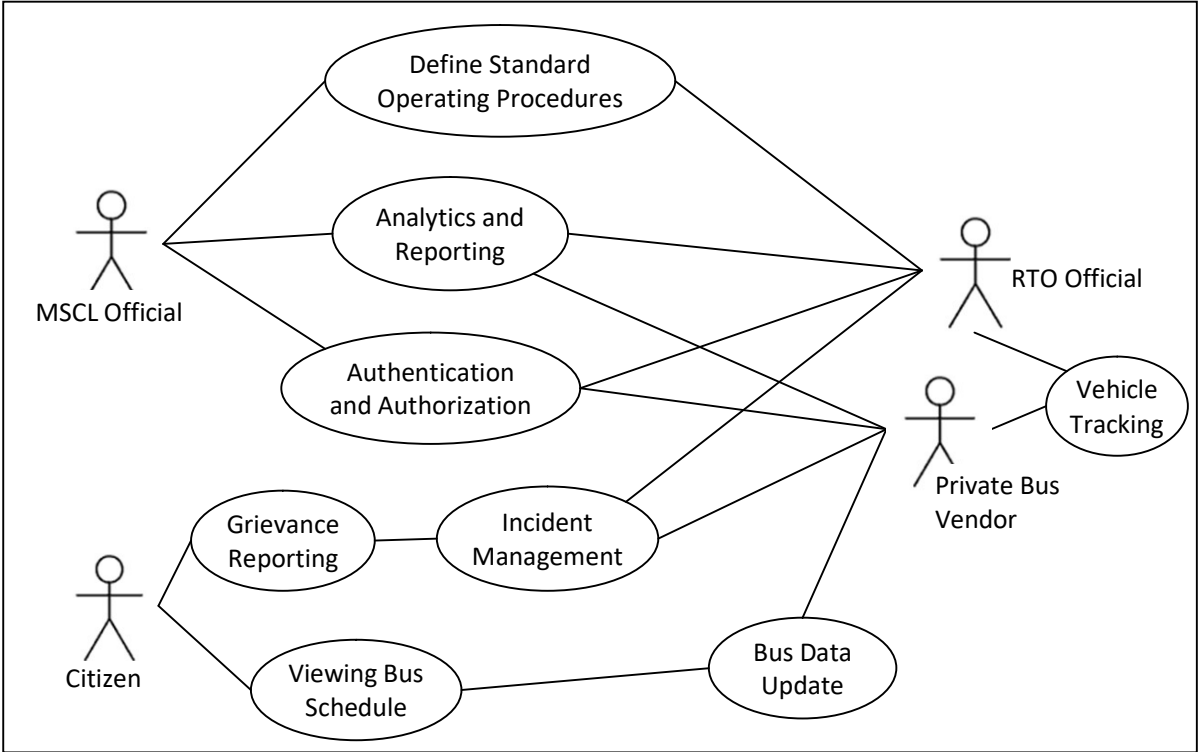 Define Standard
Operating Procedures
Analytics and
Reporting
MSCL Official
RTO Official
Authentication
and Authorization
Vehicle
Tracking
Private Bus
Vendor
Grievance
Reporting
Incident
Management
Citizen
Viewing Bus
Schedule
Bus Data
Update